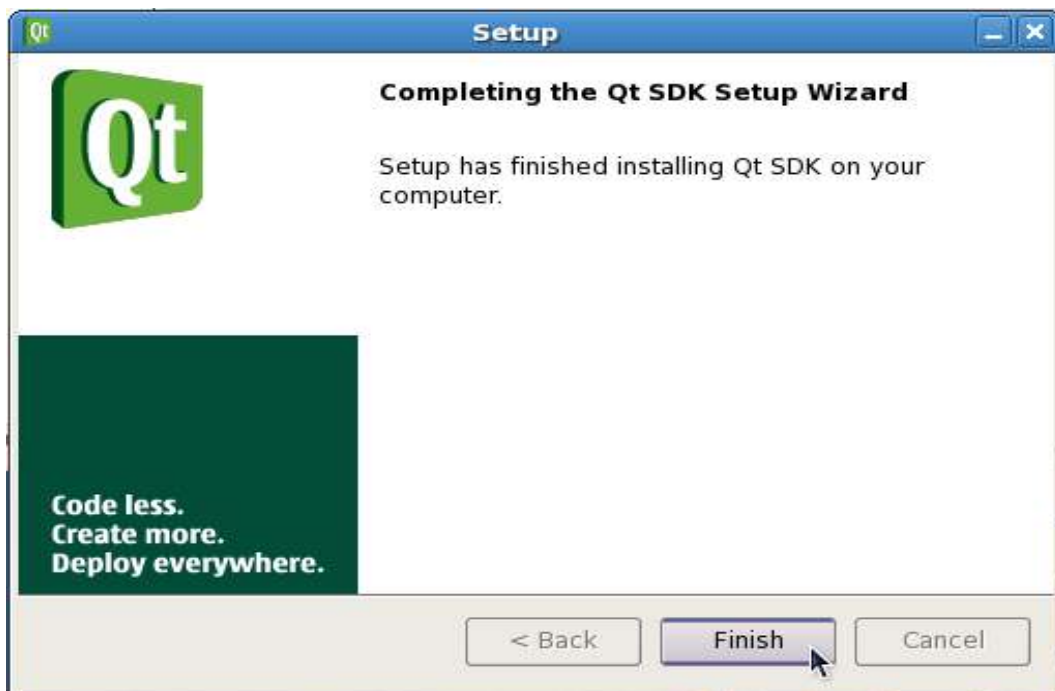 Qt
Setup
Qt
Completing the Qt SDK Setup Wizard
Setup has finished installing Qt SDK on your
computer.
Code less.
Create more.
Deploy everywhere.
< Back
Finish
Cancel